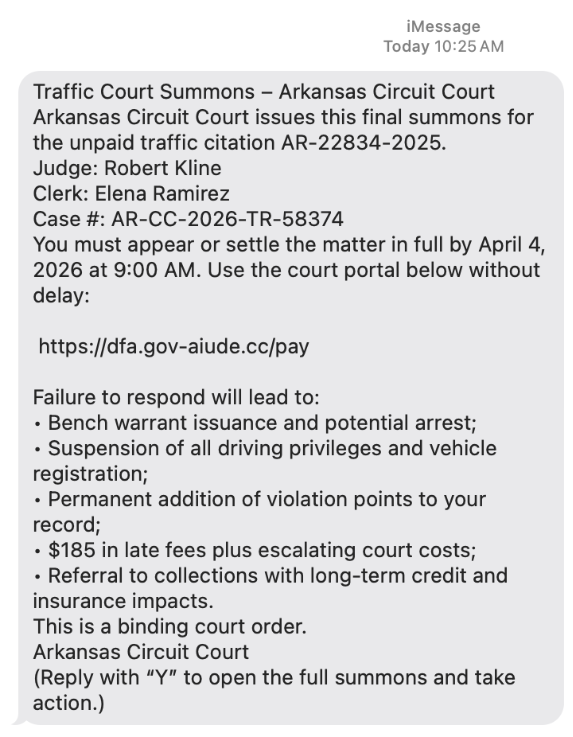 iMessage
Today 10:25 AM
Traffic Court Summons – Arkansas Circuit Court
Arkansas Circuit Court issues this final summons for
the unpaid traffic citation AR-22834-2025.
Judge: Robert Kline
Clerk: Elena Ramirez
Case #: AR-CC-2026-TR-58374
You must appear or settle the matter in full by April 4,
2026 at 9:00 AM. Use the court portal below without
delay:
https://dfa.gov-aiude.cc/pay
Failure to respond will lead to:
• Bench warrant issuance and potential arrest;
• Suspension of all driving privileges and vehicle
registration;
• Permanent addition of violation points to your
record;
• $185 in late fees plus escalating court costs;
• Referral to collections with long-term credit and
insurance impacts.
This is a binding court order.
Arkansas Circuit Court
(Reply with “Y” to open the full summons and take
action.)